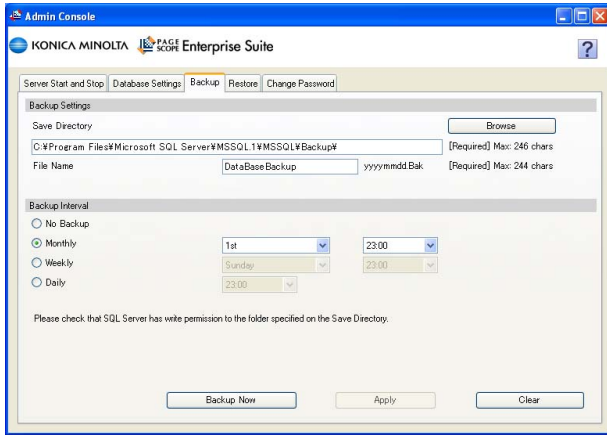 Admin Console
KONICA MINOLTA PAGE SCOPE Enterprise Suite ?
Server Start and Stop Database Settings Backup Restore Change Password
Backup Settings
Save Directory Browse
C:¥Program Files¥Microsoft SQL Server¥MSSQL.1¥MSSQL¥Backup¥ [Required] Max: 246 chars
File Name DataBaseBackup yyyymmdd.Bak [Required] Max: 244 chars
Backup Interval
No Backup
Monthly 1st 23:00
Weekly Sunday 23:00
Daily 23:00
Please check that SQL Server has write permission to the folder specified on the Save Directory.
Backup Now Apply Clear